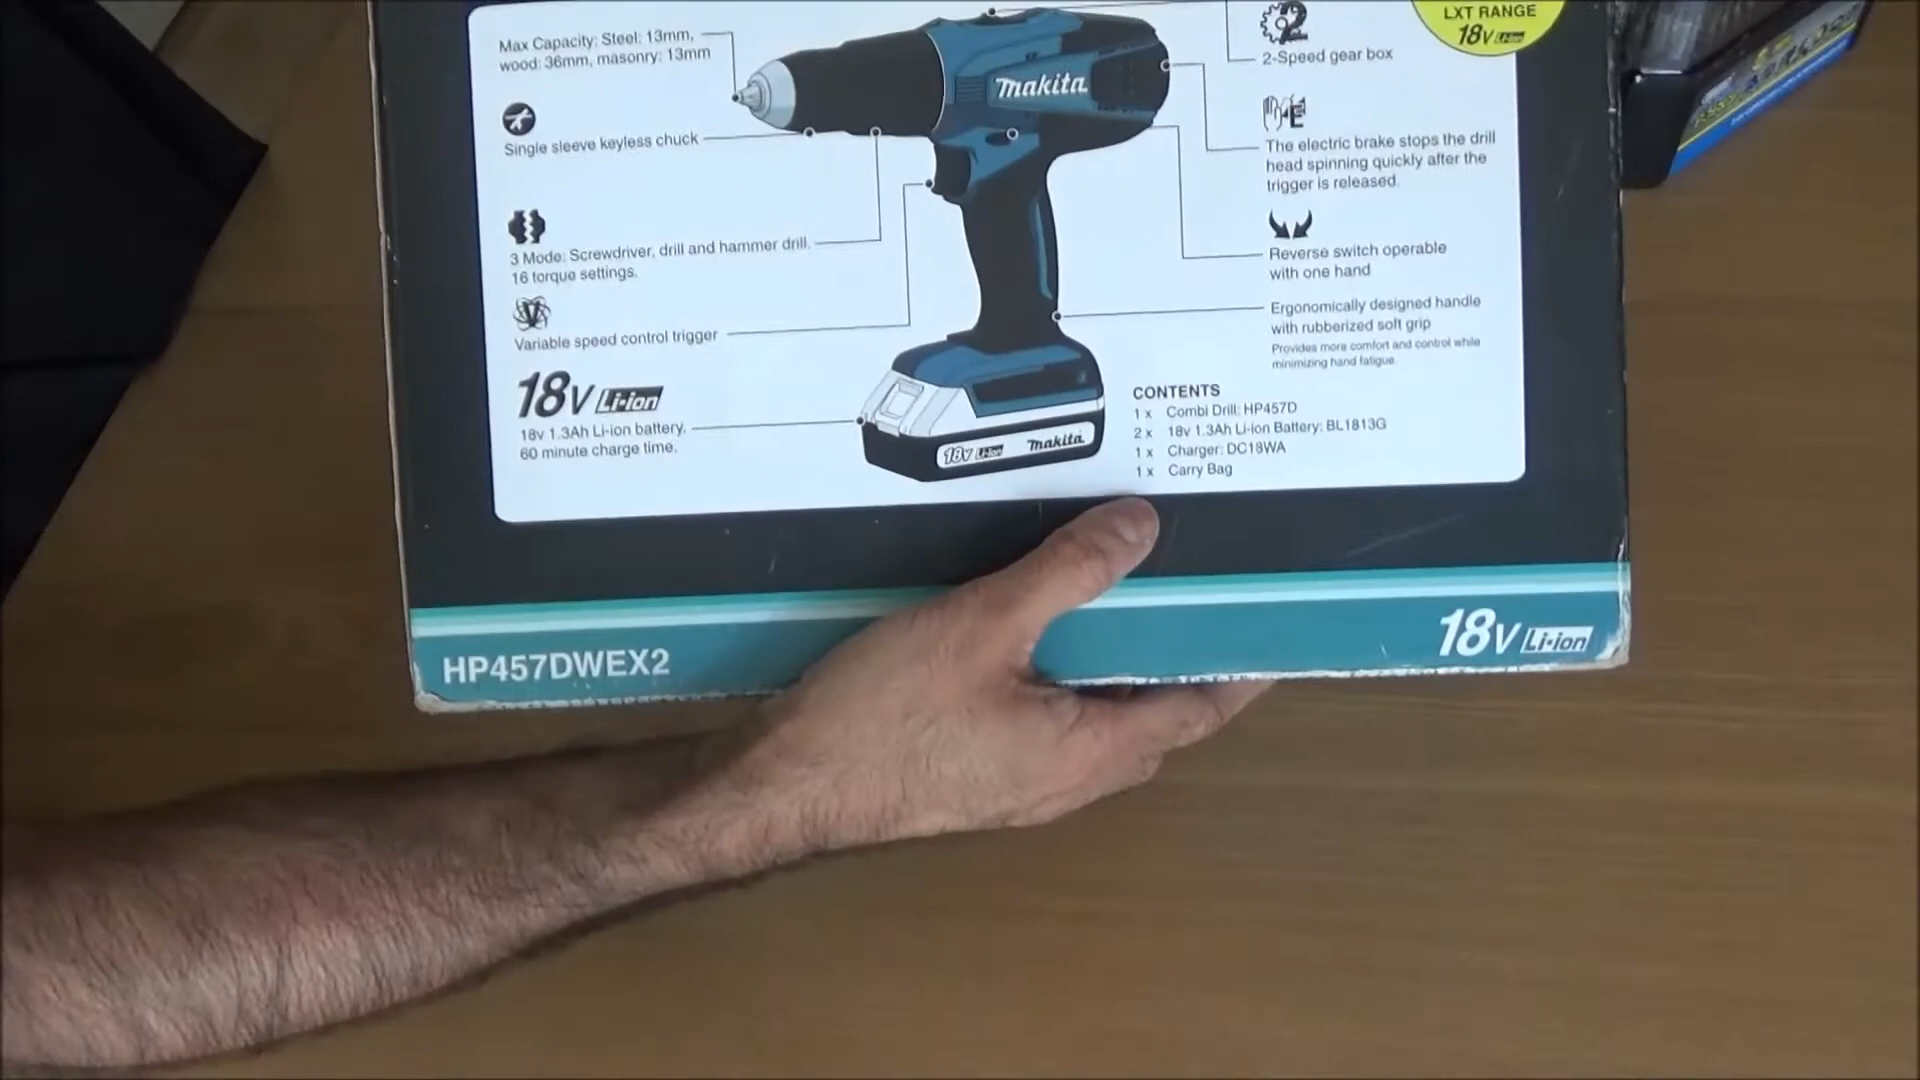 Max Capacity: Steel: 13mm,
wood: 36mm, masonry: 13mm
Single sleeve keyless chuck
3 Mode: Screwdriver, drill and hammer drill.
16 torque settings.
Variable speed control trigger
18V Li-ion
18v 1.3Ah Li-ion battery.
60 minute charge time.
makita
18V Li-ion makita
LXT RANGE
18V Li-ion
2
2-Speed gear box
E
The electric brake stops the drill
head spinning quickly after the
trigger is released.
Reverse switch operable
with one hand
Ergonomically designed handle
with rubberized soft grip
Provides more comfort and control while
minimizing hand fatigue.
CONTENTS
1 x Combi Drill: HP457D
2 x 18v 1.3Ah Li-ion Battery: BL1813G
1 x Charger: DC18WA
1 x Carry Bag
HP457DWEX2
18V Li-ion